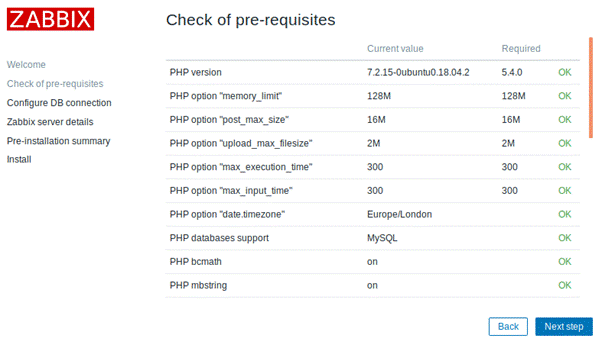 ZABBIX
Check of pre-requisites
Welcome
Check of pre-requisites
Configure DB connection
Zabbix server details
Pre-installation summary
Install
Current value Required
PHP version 7.2.15-0ubuntu0.18.04.2 5.4.0 OK
PHP option "memory_limit" 128M 128M OK
PHP option "post_max_size" 16M 16M OK
PHP option "upload_max_filesize" 2M 2M OK
PHP option "max_execution_time" 300 300 OK
PHP option "max_input_time" 300 300 OK
PHP option "date.timezone" Europe/London OK
PHP databases support MySQL OK
PHP bcmath on OK
PHP mbstring on OK
Back Next step